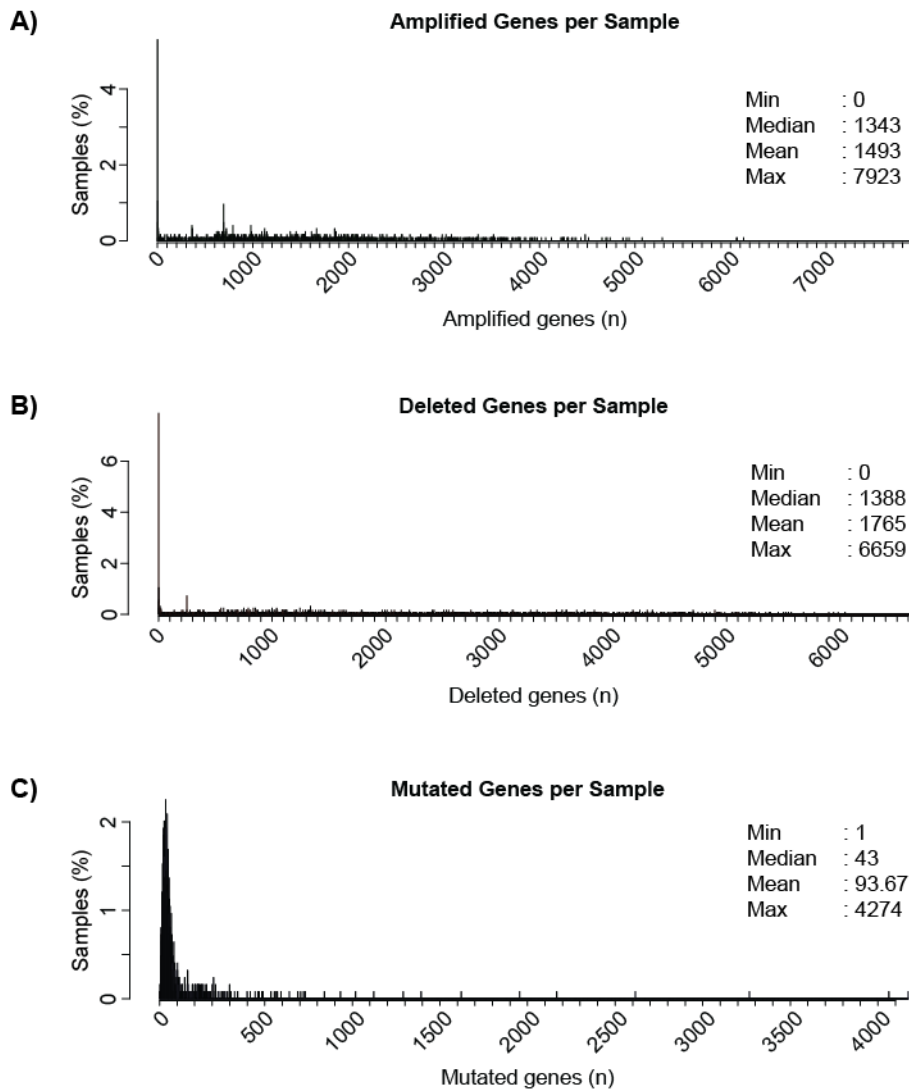 A)
Amplified Genes per Sample
Samples (%)
0 2 4
Min : 0
Median : 1343
Mean : 1493
Max : 7923
0 1000 2000 3000 4000 5000 6000 7000
Amplified genes (n)
B)
Deleted Genes per Sample
Samples (%)
0 2 6
Min : 0
Median : 1388
Mean : 1765
Max : 6659
0 1000 2000 3000 4000 5000 6000
Deleted genes (n)
C)
Mutated Genes per Sample
Samples (%)
0 1 2
Min : 1
Median : 43
Mean : 93.67
Max : 4274
0 500 1000 1500 2000 2500 3000 3500 4000
Mutated genes (n)